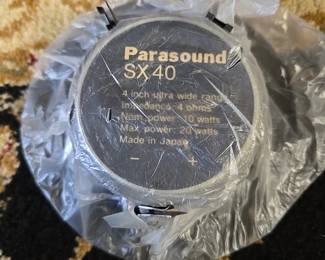 Parasound
SX40
4 inch ultra wide range
Impedance: 4 ohms
Nom. power: 10 watts
Max. power: 20 watts
Made in Japan
- +